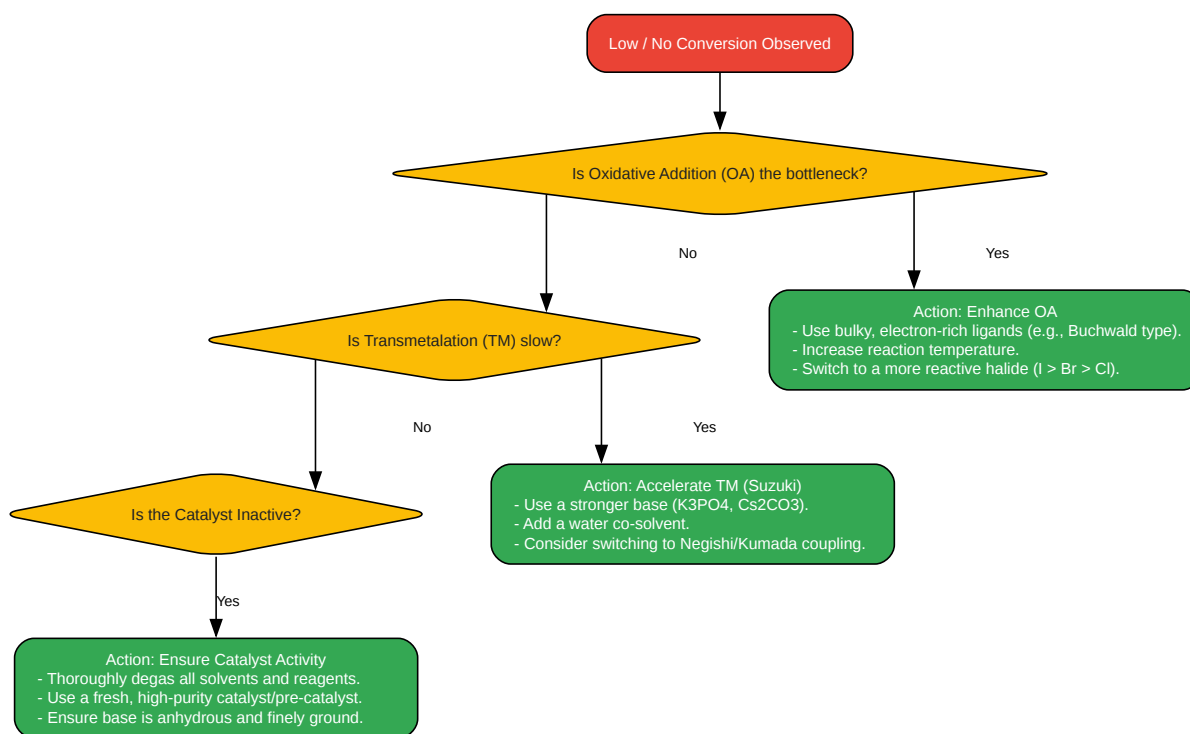 Low / No Conversion Observed
Is Oxidative Addition (OA) the bottleneck?
No
Yes
Action: Enhance OA
- Use bulky, electron-rich ligands (e.g., Buchwald type).
- Increase reaction temperature.
- Switch to a more reactive halide (I > Br > Cl).
Is Transmetalation (TM) slow?
No
Yes
Action: Accelerate TM (Suzuki)
- Use a stronger base (K3PO4, Cs2CO3).
- Add a water co-solvent.
- Consider switching to Negishi/Kumada coupling.
Is the Catalyst Inactive?
Yes
Action: Ensure Catalyst Activity
- Thoroughly degas all solvents and reagents.
- Use a fresh, high-purity catalyst/pre-catalyst.
- Ensure base is anhydrous and finely ground.